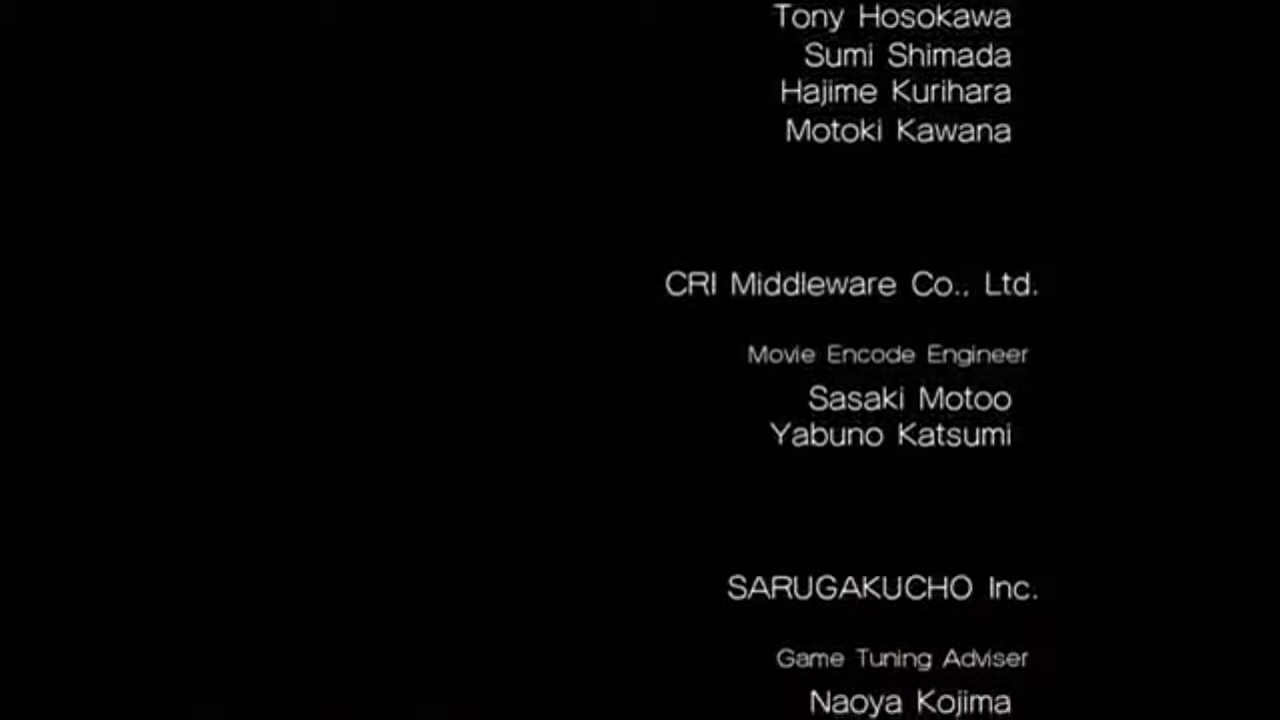 Tony Hosokawa
Sumi Shimada
Hajime Kurihara
Motoki Kawana
CRI Middleware Co., Ltd.
Movie Encode Engineer
Sasaki Motoo
Yabuno Katsumi
SARUGAKUCHO Inc.
Game Tuning Adviser
Naoya Kojima